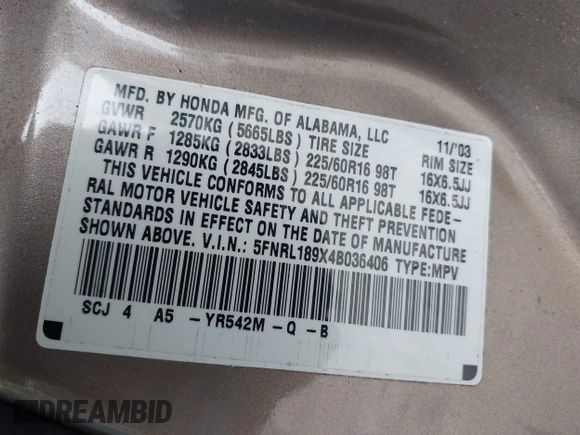 MFD. BY HONDA MFG. OF ALABAMA, LLC 11/'03
GVWR 2570KG (5665LBS) TIRE SIZE RIM SIZE
GAWR F 1285KG (2833LBS) 225/60R16 98T 16X6.5JJ
GAWR R 1290KG (2845LBS) 225/60R16 98T 16X6.5JJ
THIS VEHICLE CONFORMS TO ALL APPLICABLE FEDE-
RAL MOTOR VEHICLE SAFETY AND THEFT PREVENTION
STANDARDS IN EFFECT ON THE DATE OF MANUFACTURE
SHOWN ABOVE. V.I.N.: 5FNRL189X4B036406 TYPE:MPV
SCJ 4 A5 -YR542M -Q -B
DREAMBID